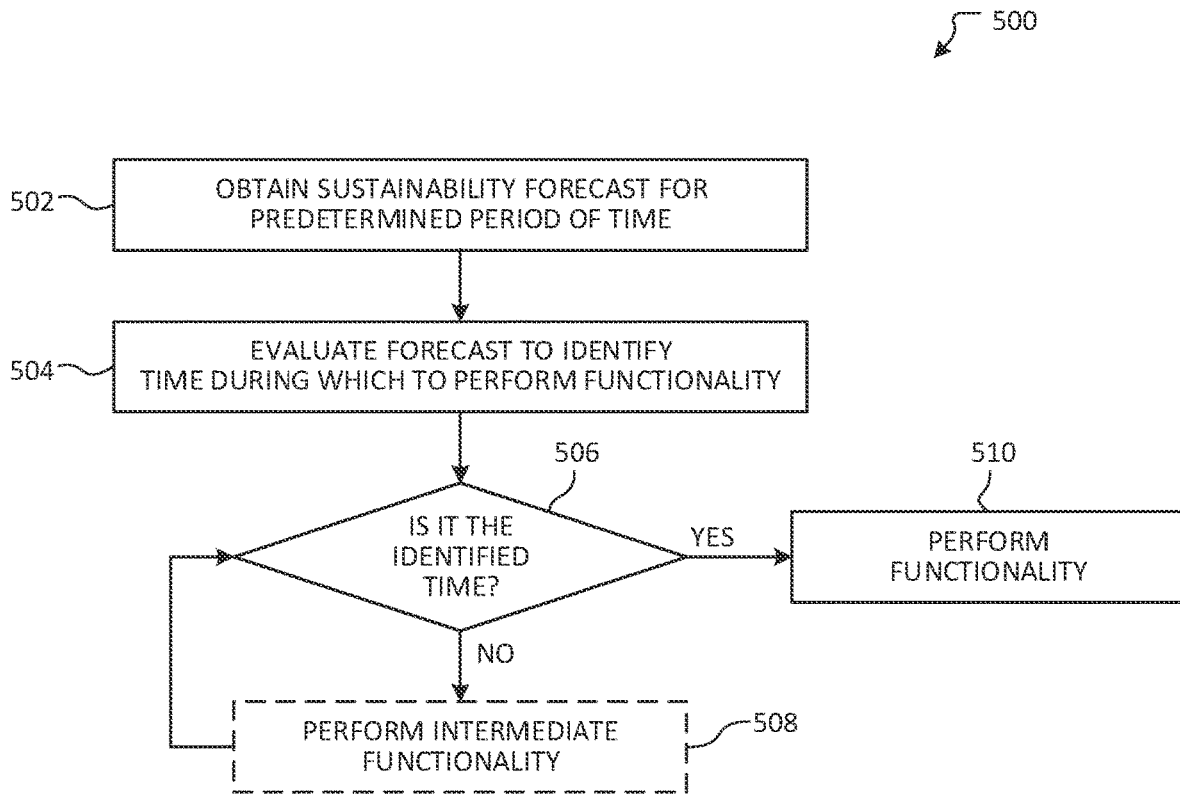 500
502
OBTAIN SUSTAINABILITY FORECAST FOR
PREDETERMINED PERIOD OF TIME
504
EVALUATE FORECAST TO IDENTIFY
TIME DURING WHICH TO PERFORM FUNCTIONALITY
506
510
IS IT THE
IDENTIFIED
TIME?
YES
PERFORM
FUNCTIONALITY
NO
PERFORM INTERMEDIATE
FUNCTIONALITY
508